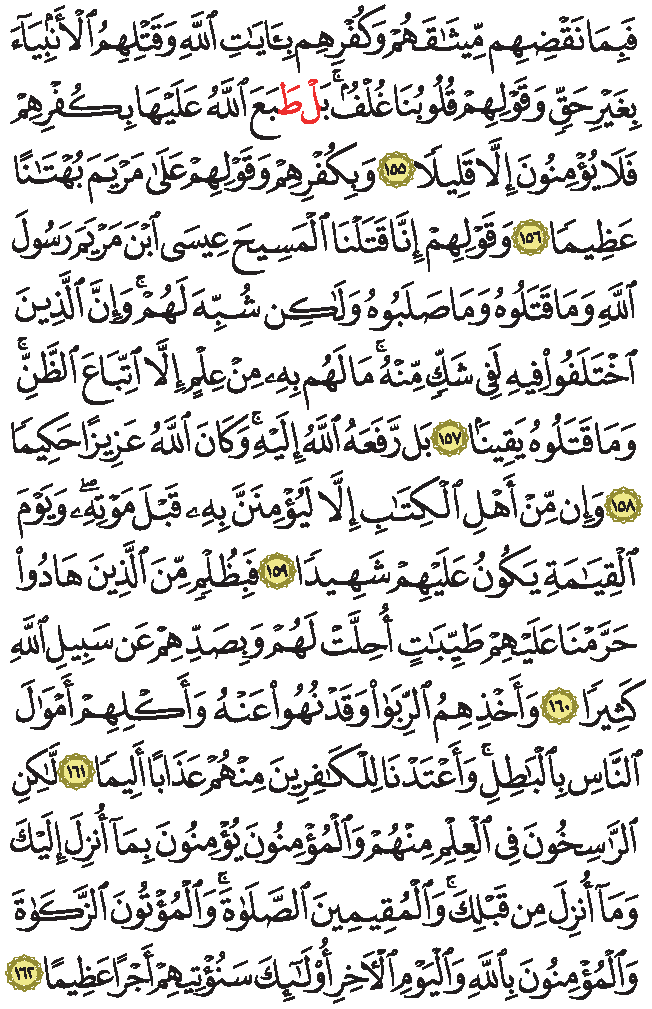 فَبِمَا نَقْضِهِم مِّيثَـٰقَهُمْ وَكُفْرِهِم بِـَٔايَـٰتِ ٱللَّهِ وَقَتْلِهِمُ ٱلْأَنۢبِيَآءَ
بِغَيْرِ حَقٍّ وَقَوْلِهِمْ قُلُوبُنَا غُلْفُۢ ۚ بَلْ طَبَعَ ٱللَّهُ عَلَيْهَا بِكُفْرِهِمْ
فَلَا يُؤْمِنُونَ إِلَّا قَلِيلًا ١٥٥ وَبِكُفْرِهِمْ وَقَوْلِهِمْ عَلَىٰ مَرْيَمَ بُهْتَـٰنًا
عَظِيمًا ١٥٦ وَقَوْلِهِمْ إِنَّا قَتَلْنَا ٱلْمَسِيحَ عِيسَى ٱبْنَ مَرْيَمَ رَسُولَ
ٱللَّهِ وَمَا قَتَلُوهُ وَمَا صَلَبُوهُ وَلَـٰكِن شُبِّهَ لَهُمْ ۚ وَإِنَّ ٱلَّذِينَ
ٱخْتَلَفُوا۟ فِيهِ لَفِى شَكٍّ مِّنْهُ ۚ مَا لَهُم بِهِۦ مِنْ عِلْمٍ إِلَّا ٱتِّبَاعَ ٱلظَّنِّ ۚ
وَمَا قَتَلُوهُ يَقِينَۢا ١٥٧ بَل رَّفَعَهُ ٱللَّهُ إِلَيْهِ ۚ وَكَانَ ٱللَّهُ عَزِيزًا حَكِيمًا
١٥٨ وَإِن مِّنْ أَهْلِ ٱلْكِتَـٰبِ إِلَّا لَيُؤْمِنَنَّ بِهِۦ قَبْلَ مَوْتِهِۦ ۖ وَيَوْمَ
ٱلْقِيَـٰمَةِ يَكُونُ عَلَيْهِمْ شَهِيدًا ١٥٩ فَبِظُلْمٍ مِّنَ ٱلَّذِينَ هَادُوا۟
حَرَّمْنَا عَلَيْهِمْ طَيِّبَـٰتٍ أُحِلَّتْ لَهُمْ وَبِصَدِّهِمْ عَن سَبِيلِ ٱللَّهِ
كَثِيرًا ١٦٠ وَأَخْذِهِمُ ٱلرِّبَوٰا۟ وَقَدْ نُهُوا۟ عَنْهُ وَأَكْلِهِمْ أَمْوَٰلَ
ٱلنَّاسِ بِٱلْبَـٰطِلِ ۚ وَأَعْتَدْنَا لِلْكَـٰفِرِينَ مِنْهُمْ عَذَابًا أَلِيمًا ١٦١ لَّـٰكِنِ
ٱلرَّٰسِخُونَ فِى ٱلْعِلْمِ مِنْهُمْ وَٱلْمُؤْمِنُونَ يُؤْمِنُونَ بِمَآ أُنزِلَ إِلَيْكَ
وَمَآ أُنزِلَ مِن قَبْلِكَ ۚ وَٱلْمُقِيمِينَ ٱلصَّلَوٰةَ ۚ وَٱلْمُؤْتُونَ ٱلزَّكَوٰةَ
وَٱلْمُؤْمِنُونَ بِٱللَّهِ وَٱلْيَوْمِ ٱلْـَٔاخِرِ أُو۟لَـٰٓئِكَ سَنُؤْتِيهِمْ أَجْرًا عَظِيمًا ١٦٢